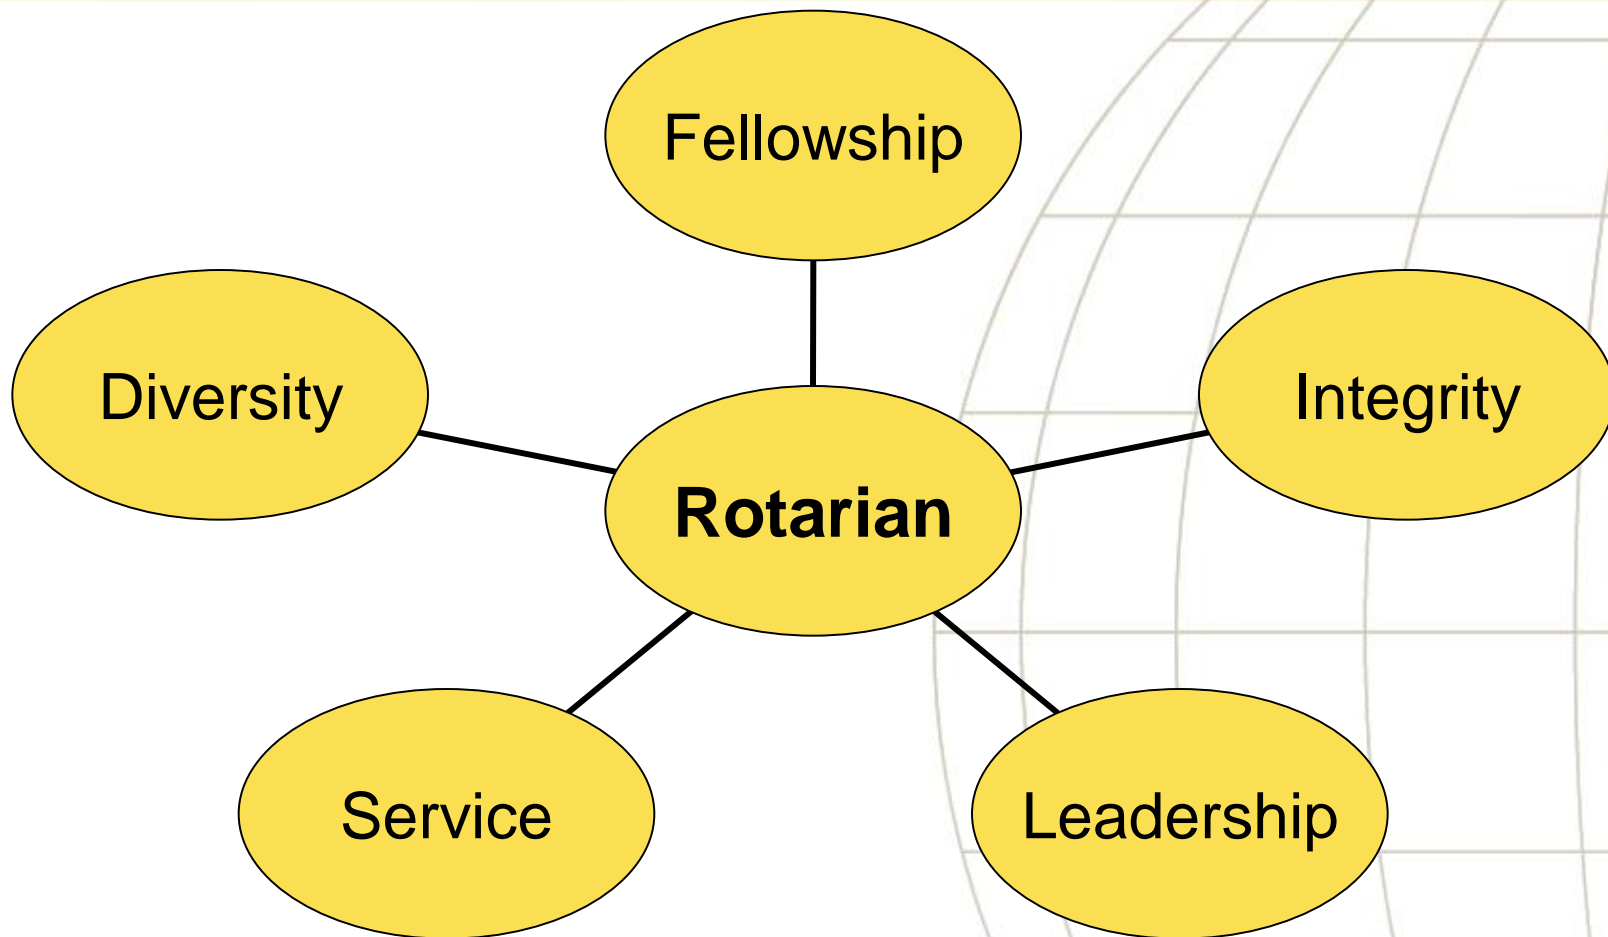 Fellowship
Diversity
Integrity
Rotarian
Service
Leadership